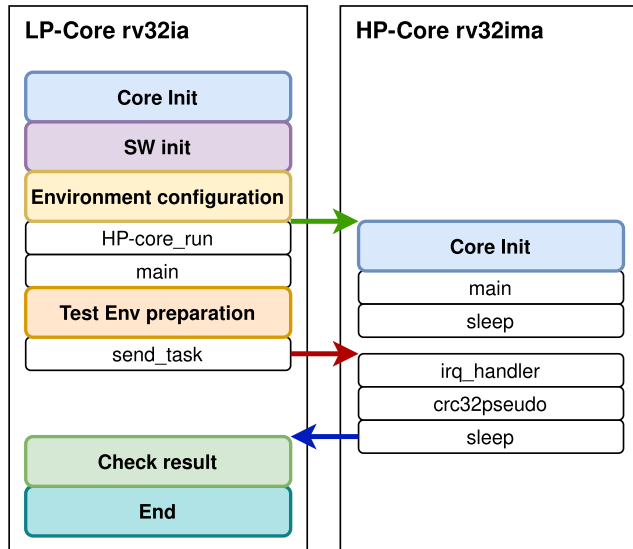 LP-Core rv32ia
Core Init
SW init
Environment configuration
HP-core_run
main
Test Env preparation
send_task
Check result
End
HP-Core rv32ima
Core Init
main
sleep
irq_handler
crc32pseudo
sleep